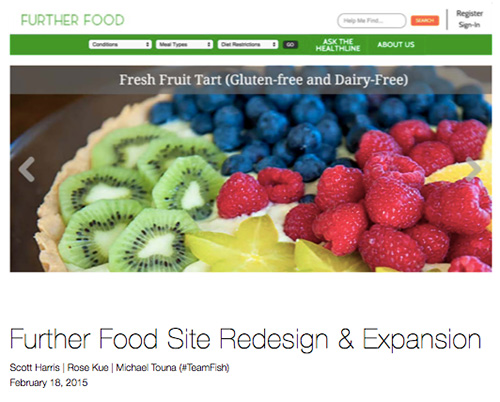 FURTHER FOOD
Help Me Find... SEARCH
Register
Sign-In
Conditions Meal Types Diet Restrictions GO
ASK THE
HEALTHLINE
ABOUT US
Fresh Fruit Tart (Gluten-free and Dairy-Free)
Further Food Site Redesign & Expansion
Scott Harris | Rose Kue | Michael Touna (#TeamFish)
February 18, 2015